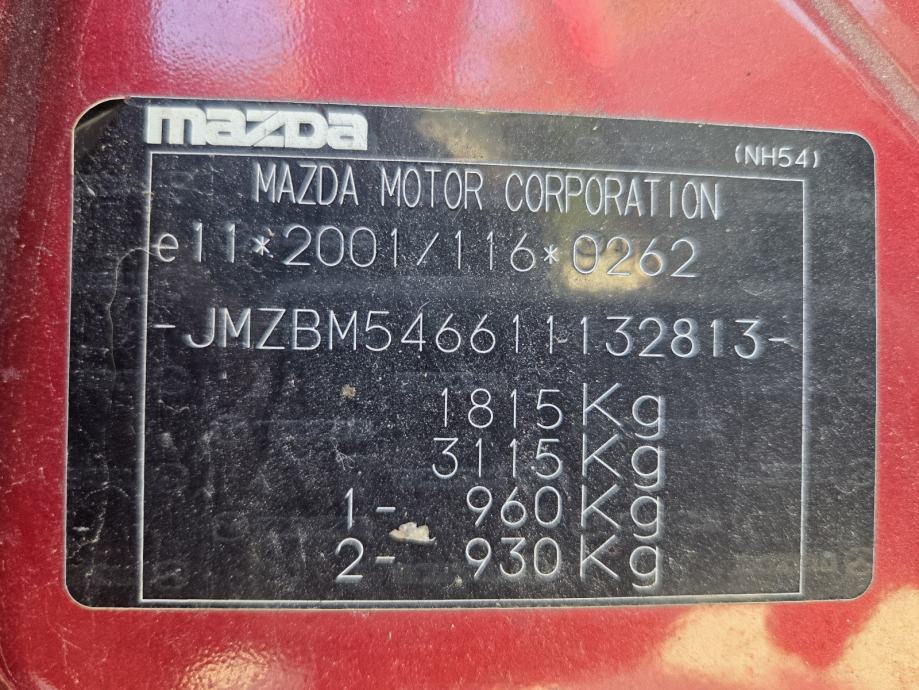 mazda
(NH54)
MAZDA MOTOR CORPORATION
e11*2001/116*0262
-JMZBM546611132813-
1815Kg
3115Kg
1- 960Kg
2- 930Kg